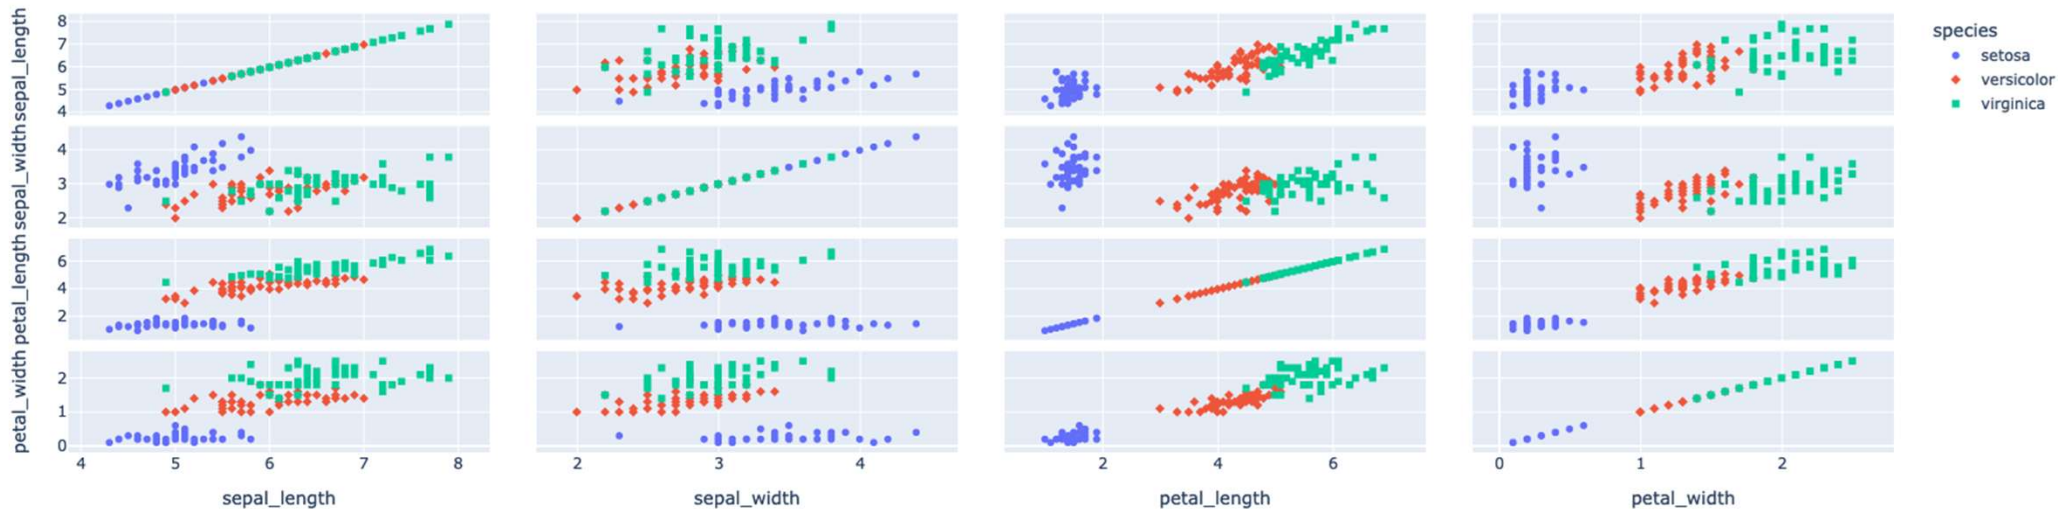 sepal_length
8
7
6
5
4
sepal_width
4
3
2
petal_length
6
4
2
petal_width
2
1
0
4 5 6 7 8
2 3 4
2 4 6
0 1 2
sepal_length
sepal_width
petal_length
petal_width
species
setosa
versicolor
virginica